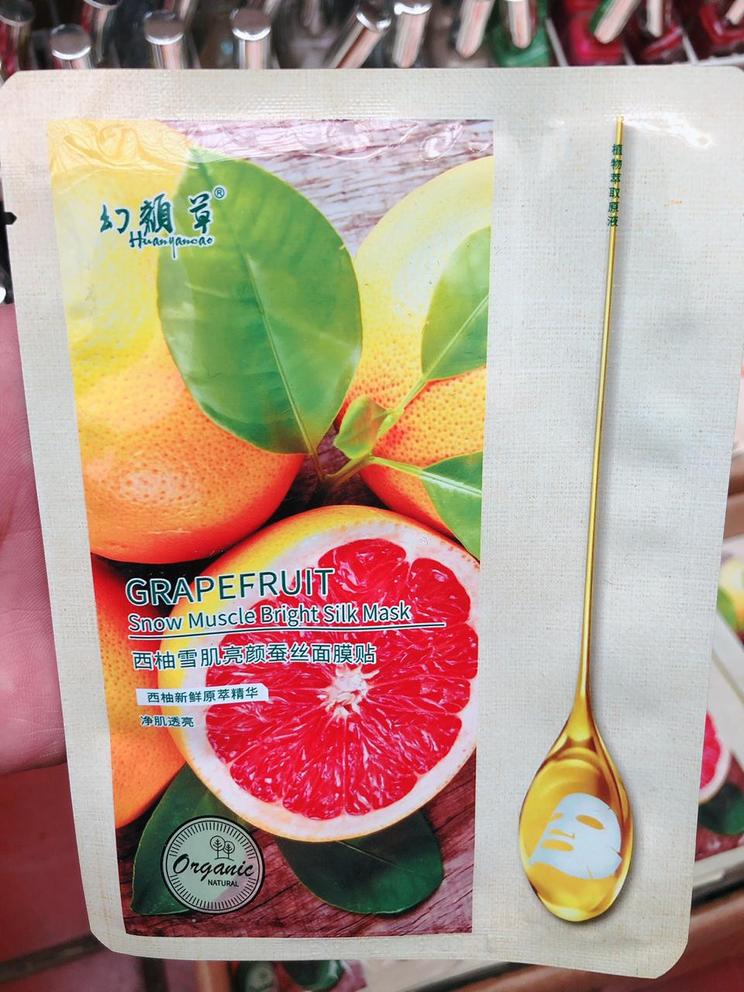 幻顏草®
Huanyancao
植物萃取原液
GRAPEFRUIT
Snow Muscle Bright Silk Mask
西柚雪肌亮颜蚕丝面膜贴
西柚新鲜原萃精华
净肌透亮
Organic
NATURAL